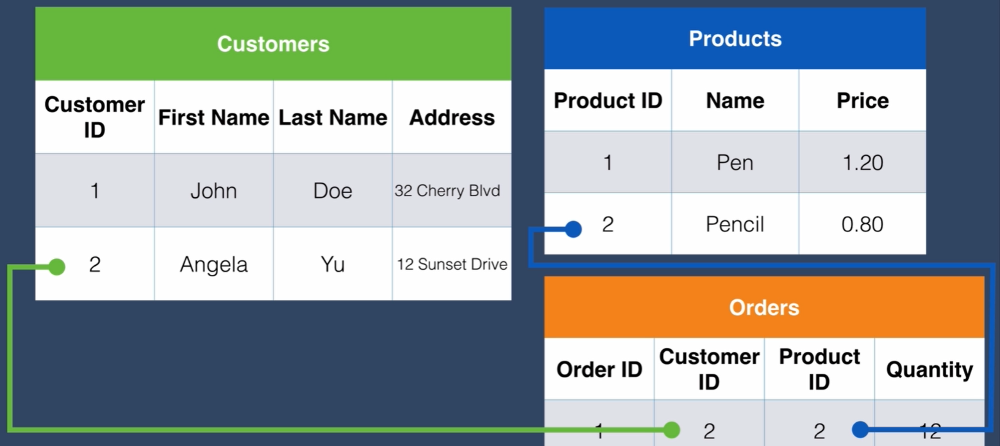 Customers
Customer ID First Name Last Name Address
1 John Doe 32 Cherry Blvd
2 Angela Yu 12 Sunset Drive
Products
Product ID Name Price
1 Pen 1.20
2 Pencil 0.80
Orders
Order ID Customer ID Product ID Quantity
1 2 2 12